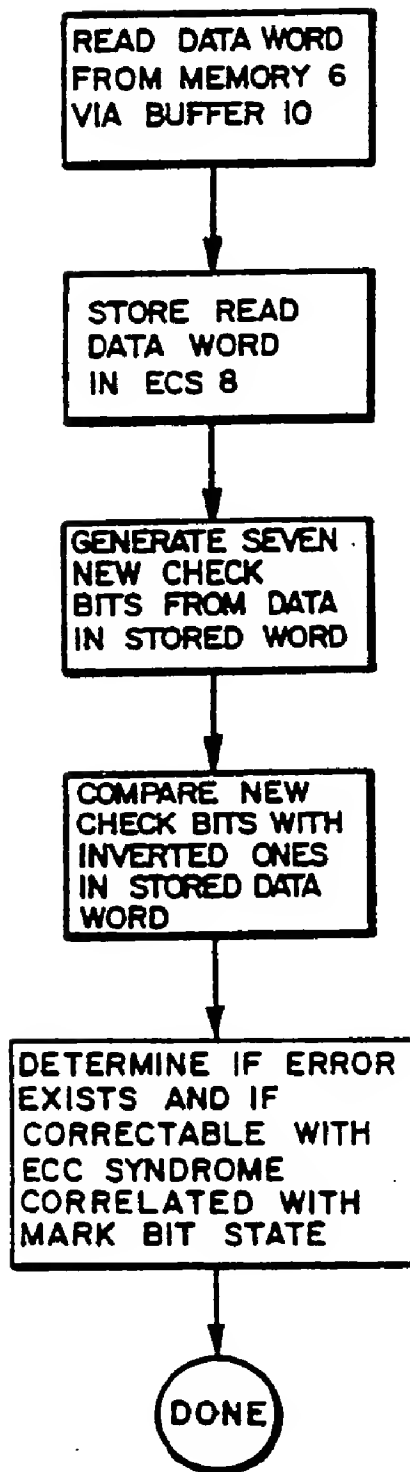 READ DATA WORD
FROM MEMORY 6
VIA BUFFER 10
STORE READ
DATA WORD
IN ECS 8
GENERATE SEVEN
NEW CHECK
BITS FROM DATA
IN STORED WORD
COMPARE NEW
CHECK BITS WITH
INVERTED ONES
IN STORED DATA
WORD
DETERMINE IF ERROR
EXISTS AND IF
CORRECTABLE WITH
ECC SYNDROME
CORRELATED WITH
MARK BIT STATE
DONE